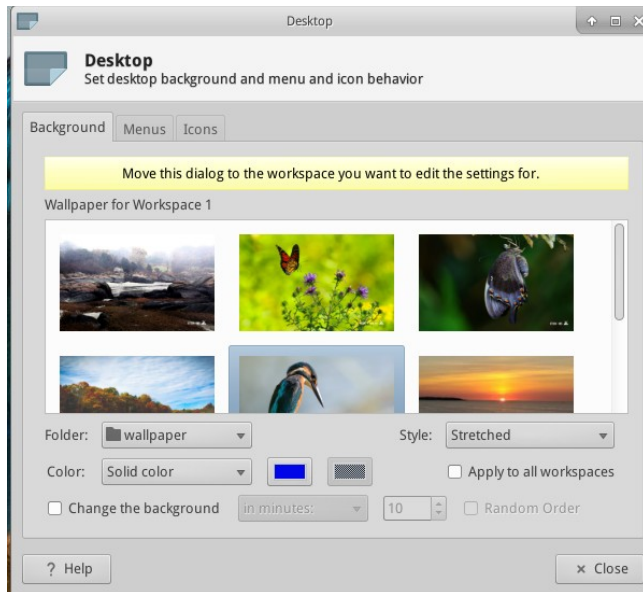 Desktop
Desktop
Set desktop background and menu and icon behavior
Background Menus Icons
Move this dialog to the workspace you want to edit the settings for.
Wallpaper for Workspace 1
Folder: wallpaper Style: Stretched
Color: Solid color Apply to all workspaces
Change the background in minutes: 10 Random Order
? Help × Close